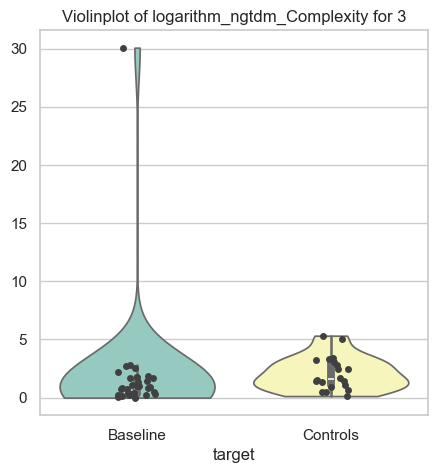 Violinplot of logarithm_ngtdm_Complexity for 3
30
25
20
15
10
5
0
Baseline Controls
target